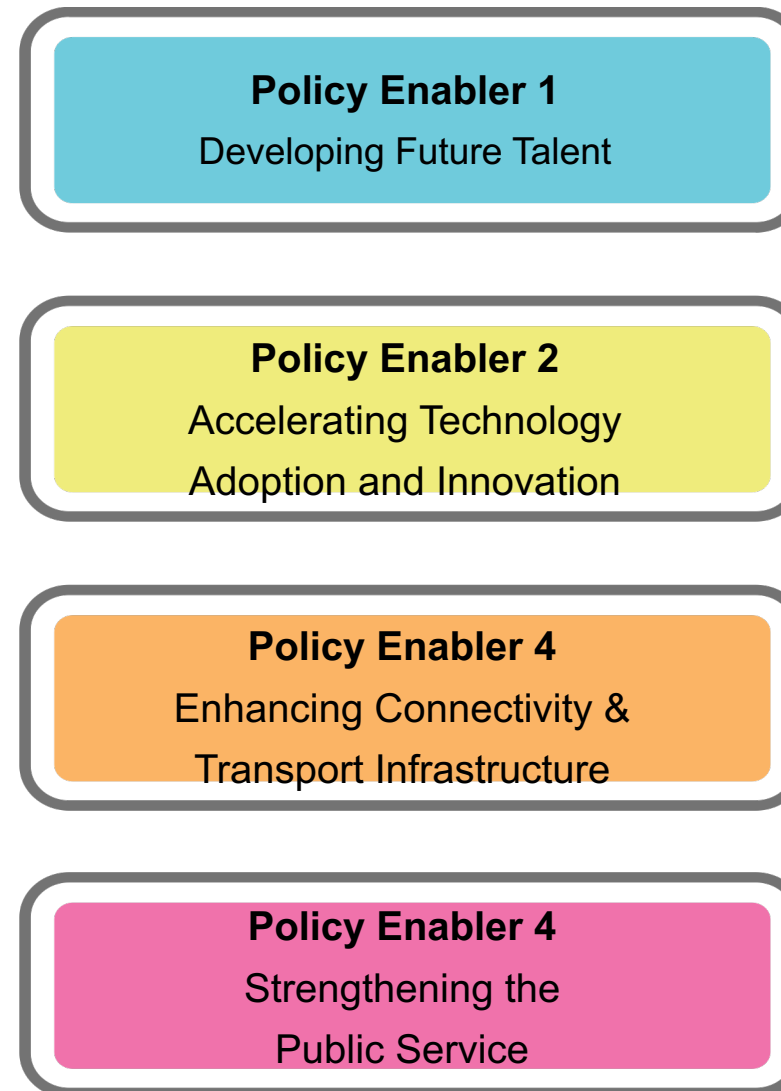 Policy Enabler 1
Developing Future Talent
Policy Enabler 2
Accelerating Technology
Adoption and Innovation
Policy Enabler 4
Enhancing Connectivity &
Transport Infrastructure
Policy Enabler 4
Strengthening the
Public Service